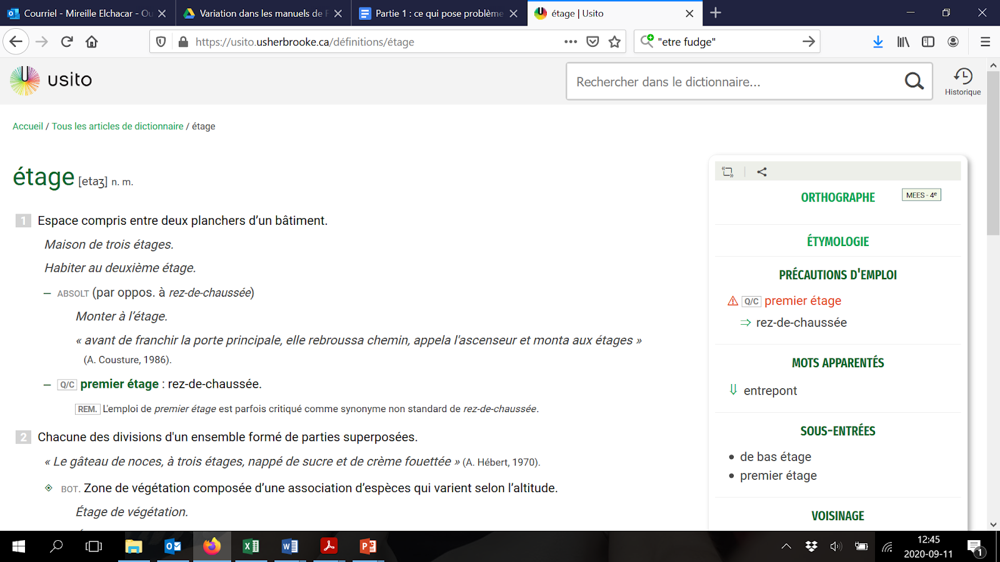 Courriel - Mireille Elchacar - Ou
Variation dans les manuels de F
Partie 1 : ce qui pose problème
étage | Usito
https://usito.usherbrooke.ca/définitions/étage
"etre fudge"
usito
Rechercher dans le dictionnaire...
Historique
Accueil / Tous les articles de dictionnaire / étage
étage [etaʒ] n. m.
1 Espace compris entre deux planchers d’un bâtiment.
Maison de trois étages.
Habiter au deuxième étage.
— ABSOLT (par oppos. à rez-de-chaussée)
Monter à l’étage.
« avant de franchir la porte principale, elle rebroussa chemin, appela l'ascenseur et monta aux étages »
(A. Cousture, 1986).
— Q/C premier étage : rez-de-chaussée.
REM. L'emploi de premier étage est parfois critiqué comme synonyme non standard de rez-de-chaussée.
2 Chacune des divisions d'un ensemble formé de parties superposées.
« Le gâteau de noces, à trois étages, nappé de sucre et de crème fouettée » (A. Hébert, 1970).
BOT. Zone de végétation composée d’une association d’espèces qui varient selon l’altitude.
Étage de végétation.
ORTHOGRAPHE
MEES - 4e
ÉTYMOLOGIE
PRÉCAUTIONS D'EMPLOI
⚠ Q/C premier étage
⇒ rez-de-chaussée
MOTS APPARENTÉS
⇓ entrepont
SOUS-ENTRÉES
• de bas étage
• premier étage
VOISINAGE
12:45
2020-09-11
1